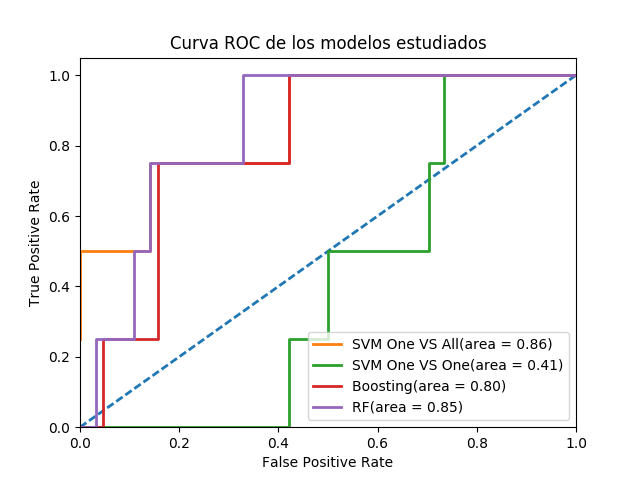 Curva ROC de los modelos estudiados
True Positive Rate
1.0
0.8
0.6
0.4
0.2
0.0
SVM One VS All(area = 0.86)
SVM One VS One(area = 0.41)
Boosting(area = 0.80)
RF(area = 0.85)
0.0 0.2 0.4 0.6 0.8 1.0
False Positive Rate